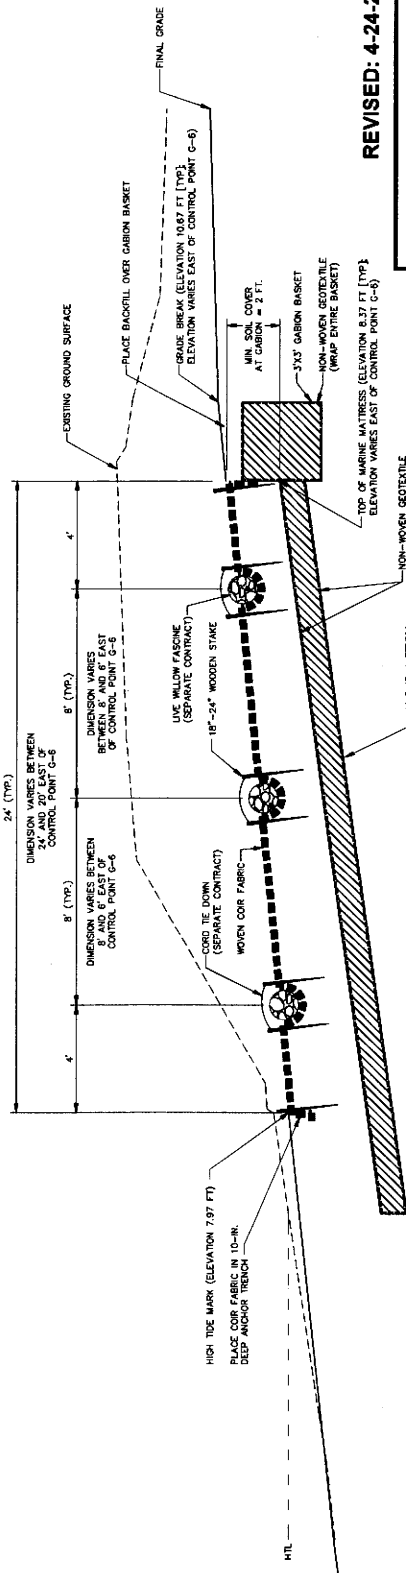 24' (TYP.)
DIMENSION VARIES BETWEEN
24' AND 20' EAST OF
CONTROL POINT G-6
4'
8' (TYP.)
8' (TYP.)
4'
DIMENSION VARIES BETWEEN
8' AND 6' EAST OF
CONTROL POINT G-6
DIMENSION VARIES
BETWEEN 8' AND 6' EAST
OF CONTROL POINT G-6
EXISTING GROUND SURFACE
FINAL GRADE
PLACE BACKFILL OVER GABION BASKET
GRADE BREAK (ELEVATION 10.67 FT [TYP];
ELEVATION VARIES EAST OF CONTROL POINT G-6)
HIGH TIDE MARK (ELEVATION 7.97 FT)
PLACE COIR FABRIC IN 10-IN.
DEEP ANCHOR TRENCH
CORD TIE DOWN
(SEPARATE CONTRACT)
WOVEN COIR FABRIC
LIVE WILLOW FASCINE
(SEPARATE CONTRACT)
18"-24" WOODEN STAKE
MIN. SOIL COVER
AT GABION = 2 FT.
HTL
3'X3' GABION BASKET
NON-WOVEN GEOTEXTILE
(WRAP ENTIRE BASKET)
TOP OF MARINE MATTRESS (ELEVATION 8.37 FT [TYP];
ELEVATION VARIES EAST OF CONTROL POINT G-6)
NON-WOVEN GEOTEXTILE
REVISED: 4-24-2